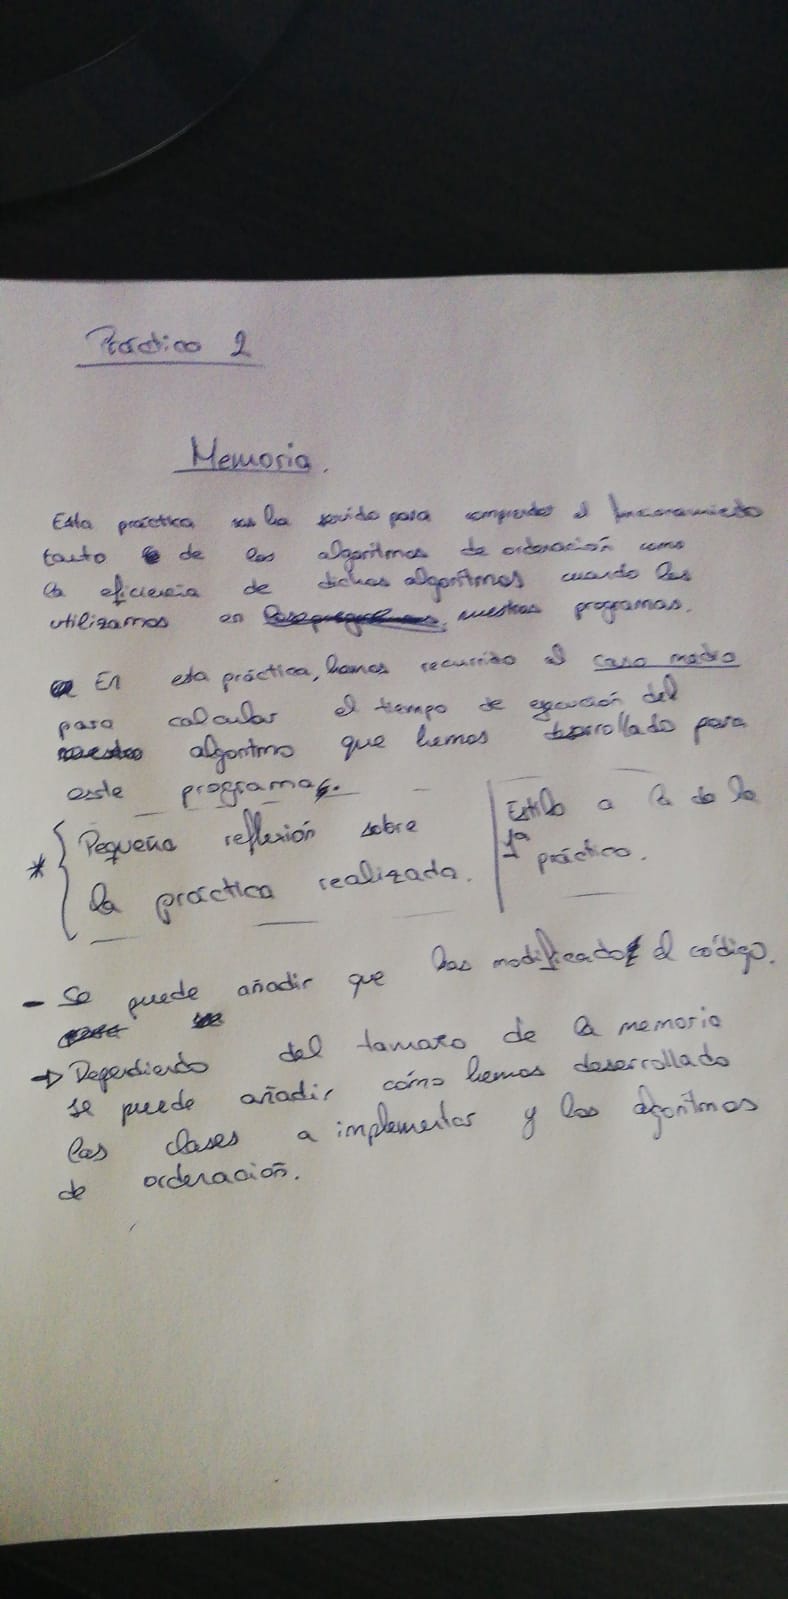 Práctica 2
Memoria.
Esta práctica nos ha servido para comprender el funcionamiento
tanto de los algoritmos de ordenación como
la eficiencia de dichos algoritmos cuando los
utilizamos en nuestros programas.
En esta práctica, hemos recurrido al caso medio
para calcular el tiempo de ejecución del
algoritmo que hemos desarrollado para
este programa.
* { Pequeña reflexión sobre
la práctica realizada.
Estilo a la de la
1ª práctica.
- Se puede añadir que has modificado el código.
→ Dependiendo del tamaño de la memoria
se puede añadir cómo hemos desarrollado
las clases a implementar y los algoritmos
de ordenación.